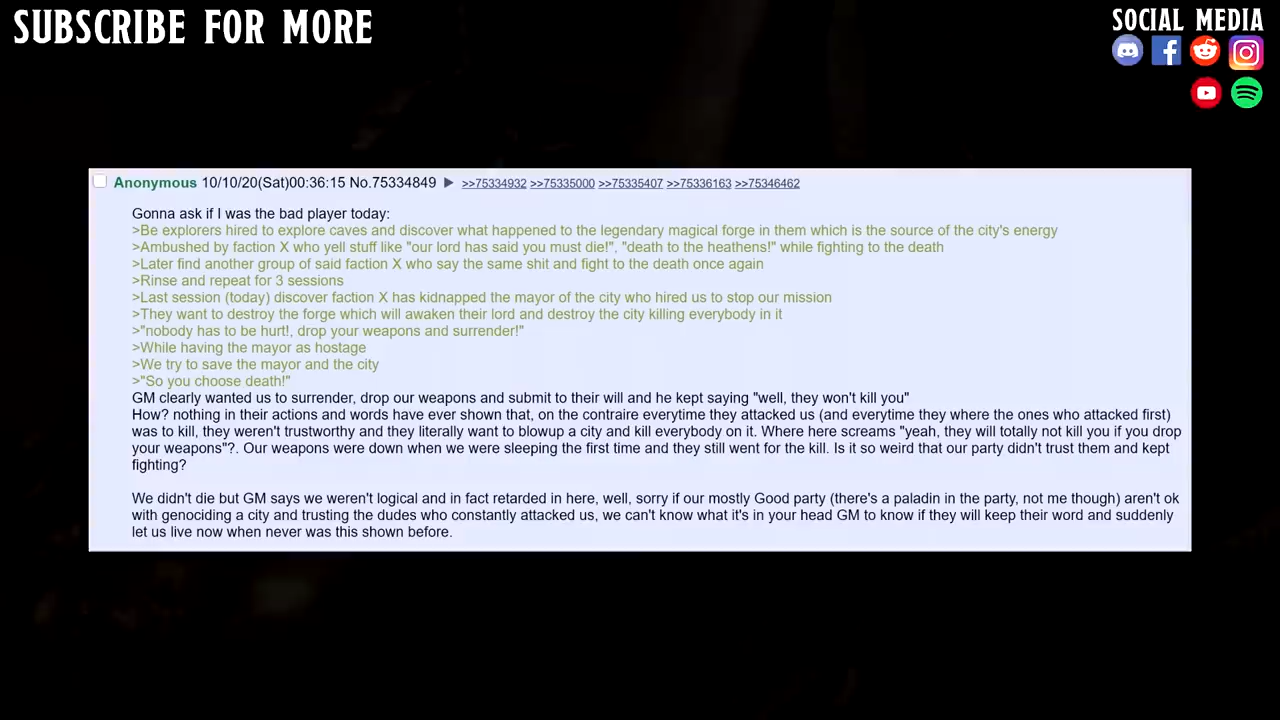 SUBSCRIBE FOR MORE
SOCIAL MEDIA
Anonymous 10/10/20(Sat)00:36:15 No.75334849 ▶ >>75334932 >>75335000 >>75335407 >>75336163 >>75346462
Gonna ask if I was the bad player today:
>Be explorers hired to explore caves and discover what happened to the legendary magical forge in them which is the source of the city's energy
>Ambushed by faction X who yell stuff like "our lord has said you must die!", "death to the heathens!" while fighting to the death
>Later find another group of said faction X who say the same shit and fight to the death once again
>Rinse and repeat for 3 sessions
>Last session (today) discover faction X has kidnapped the mayor of the city who hired us to stop our mission
>They want to destroy the forge which will awaken their lord and destroy the city killing everybody in it
>"nobody has to be hurt!, drop your weapons and surrender!"
>While having the mayor as hostage
>We try to save the mayor and the city
>"So you choose death!"
GM clearly wanted us to surrender, drop our weapons and submit to their will and he kept saying "well, they won't kill you"
How? nothing in their actions and words have ever shown that, on the contraire everytime they attacked us (and everytime they where the ones who attacked first)
was to kill, they weren't trustworthy and they literally want to blowup a city and kill everybody on it. Where here screams "yeah, they will totally not kill you if you drop
your weapons"?. Our weapons were down when we were sleeping the first time and they still went for the kill. Is it so weird that our party didn't trust them and kept
fighting?
We didn't die but GM says we weren't logical and in fact retarded in here, well, sorry if our mostly Good party (there's a paladin in the party, not me though) aren't ok
with genociding a city and trusting the dudes who constantly attacked us, we can't know what it's in your head GM to know if they will keep their word and suddenly
let us live now when never was this shown before.